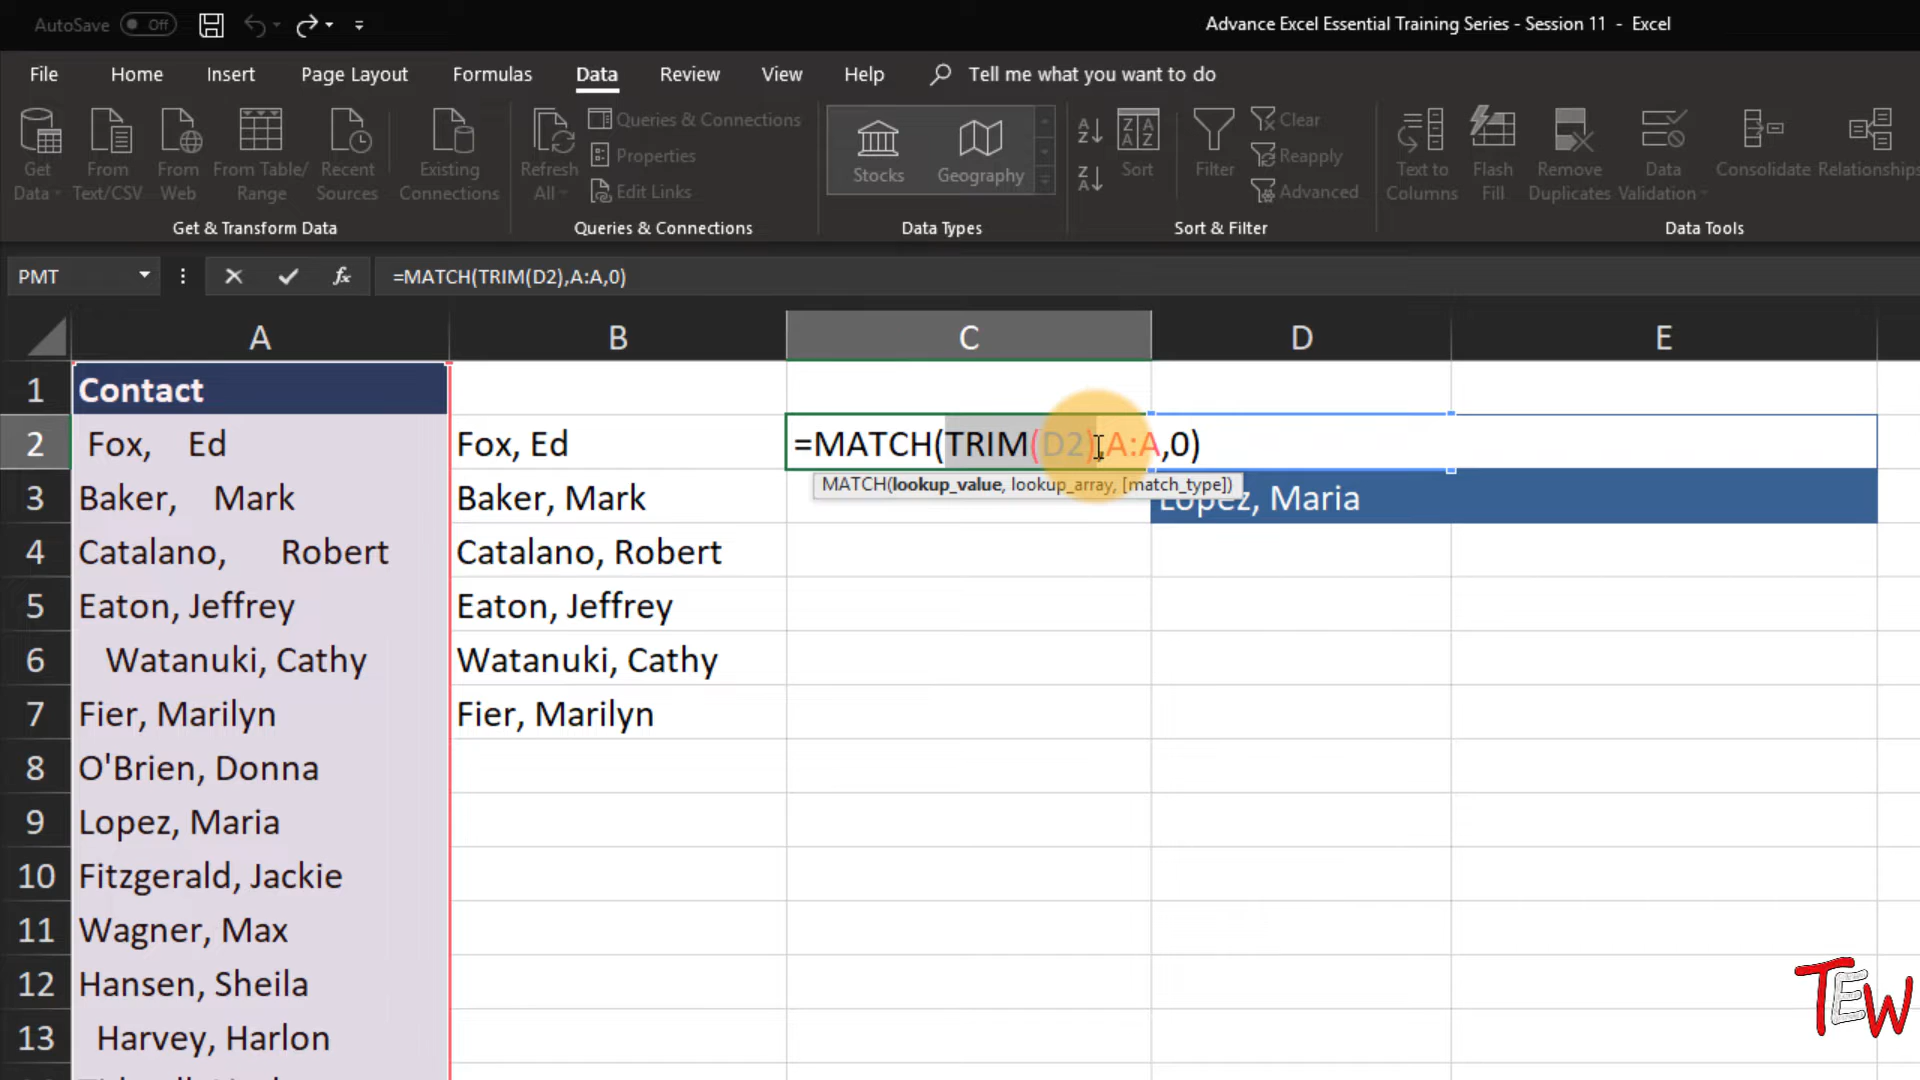 AutoSave Off
Advance Excel Essential Training Series - Session 11 - Excel
File Home Insert Page Layout Formulas Data Review View Help Tell me what you want to do
Get Data
From Text/CSV
From Web
From Table/ Range
Recent Sources
Existing Connections
Get & Transform Data
Refresh All
Queries & Connections
Properties
Edit Links
Queries & Connections
Stocks
Geography
Data Types
Sort
Filter
Clear
Reapply
Advanced
Sort & Filter
Text to Columns
Flash Fill
Remove Duplicates
Data Validation
Consolidate
Relationships
Data Tools
PMT fx =MATCH(TRIM(D2),A:A,0)
A B C D E
1 Contact
2 Fox, Ed Fox, Ed =MATCH(TRIM(D2),A:A,0)
MATCH(lookup_value, lookup_array, [match_type])
3 Baker, Mark Baker, Mark Lopez, Maria
4 Catalano, Robert Catalano, Robert
5 Eaton, Jeffrey Eaton, Jeffrey
6 Watanuki, Cathy Watanuki, Cathy
7 Fier, Marilyn Fier, Marilyn
8 O'Brien, Donna
9 Lopez, Maria
10 Fitzgerald, Jackie
11 Wagner, Max
12 Hansen, Sheila
13 Harvey, Harlon
TEW